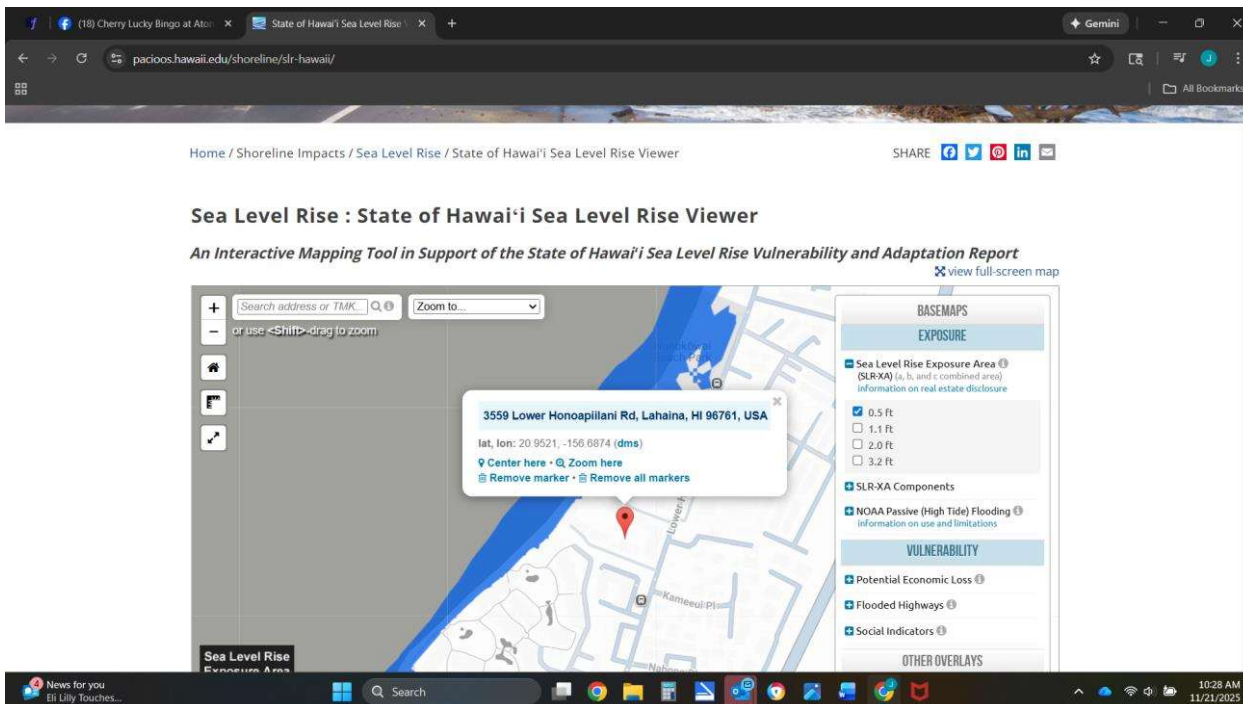 (18) Cherry Lucky Bingo at Ato
State of Hawai'i Sea Level Rise
Gemini
pacioos.hawaii.edu/shoreline/slr-hawaii/
All Bookmarks
Home / Shoreline Impacts / Sea Level Rise / State of Hawai'i Sea Level Rise Viewer
SHARE
Sea Level Rise : State of Hawaiʻi Sea Level Rise Viewer
An Interactive Mapping Tool in Support of the State of Hawai'i Sea Level Rise Vulnerability and Adaptation Report
view full-screen map
Search address or TMK...
Zoom to...
or use <Shift>-drag to zoom
BASEMAPS
EXPOSURE
Sea Level Rise Exposure Area
(SLR-XA) (a, b, and c combined area)
information on real estate disclosure
0.5 ft
1.1 ft
2.0 ft
3.2 ft
SLR-XA Components
NOAA Passive (High Tide) Flooding
information on use and limitations
VULNERABILITY
Potential Economic Loss
Flooded Highways
Social Indicators
OTHER OVERLAYS
Beach Park
3559 Lower Honoapiilani Rd, Lahaina, HI 96761, USA
lat, lon: 20.9521, -156.6874 (dms)
Center here • Zoom here
Remove marker • Remove all markers
Kameeui Pl
Sea Level Rise
Exposure Area
4
News for you
Eli Lilly Touches...
Search
10:28 AM
11/21/2025